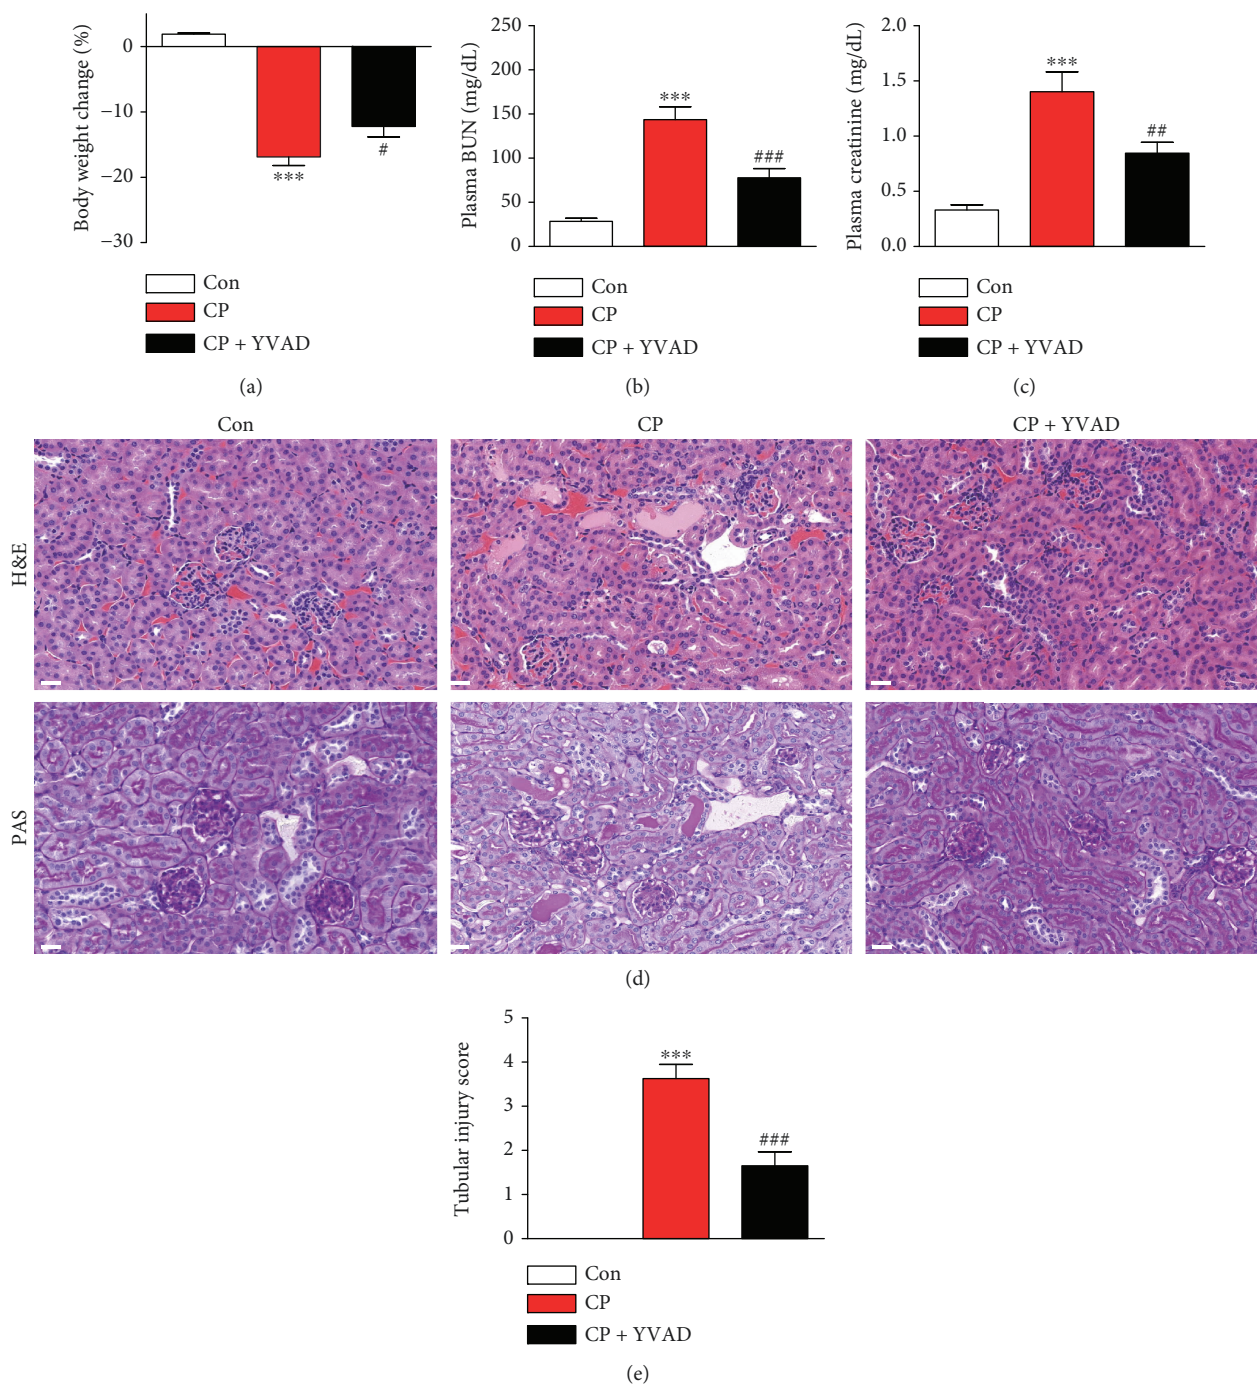 Body weight change (%)
0
−10
−20
−30
***
#
Con
CP
CP + YVAD
(a)
Plasma BUN (mg/dL)
250
200
150
100
50
0
***
###
Con
CP
CP + YVAD
(b)
Plasma creatinine (mg/dL)
2.0
1.5
1.0
0.5
0.0
***
##
Con
CP
CP + YVAD
(c)
Con
CP
CP + YVAD
H&E
PAS
(d)
Tubular injury score
5
4
3
2
1
0
***
###
Con
CP
CP + YVAD
(e)